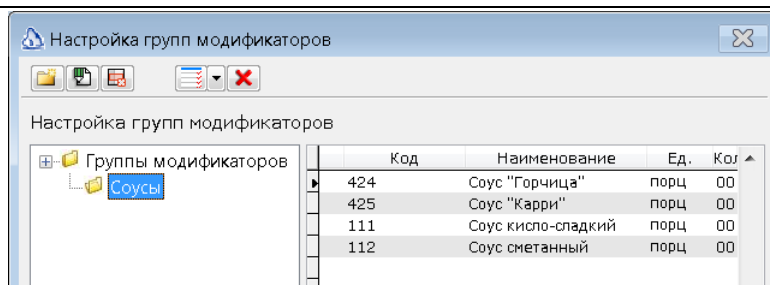 Настройка групп модификаторов
Настройка групп модификаторов
Группы модификаторов
Соусы
Код Наименование Ед. Кол
424 Соус "Горчица" порц 00
425 Соус "Карри" порц 00
111 Соус кисло-сладкий порц 00
112 Соус сметанный порц 00